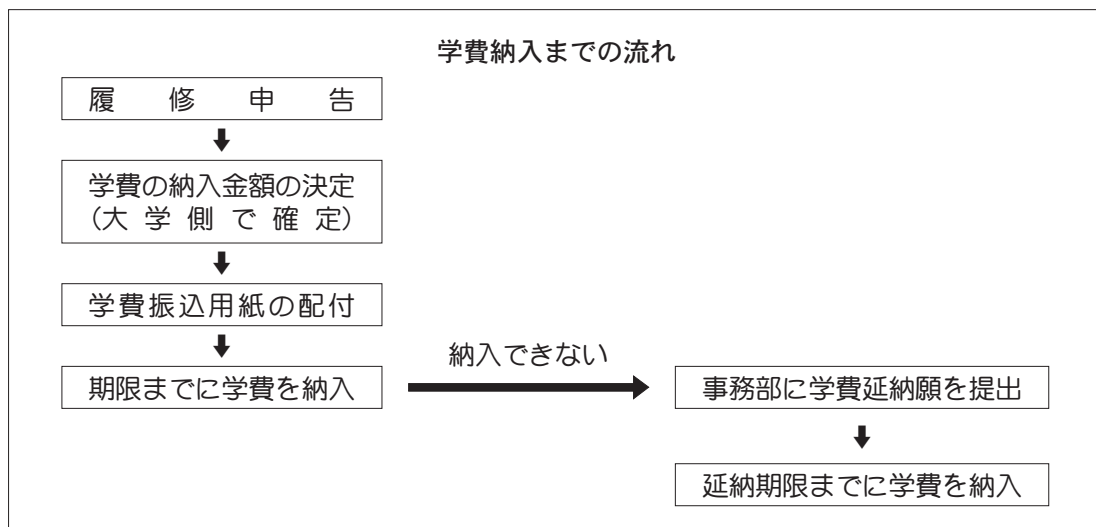 学費納入までの流れ
履修申告
学費の納入金額の決定
（大学側で確定）
学費振込用紙の配付
期限までに学費を納入
納入できない
事務部に学費延納願を提出
延納期限までに学費を納入